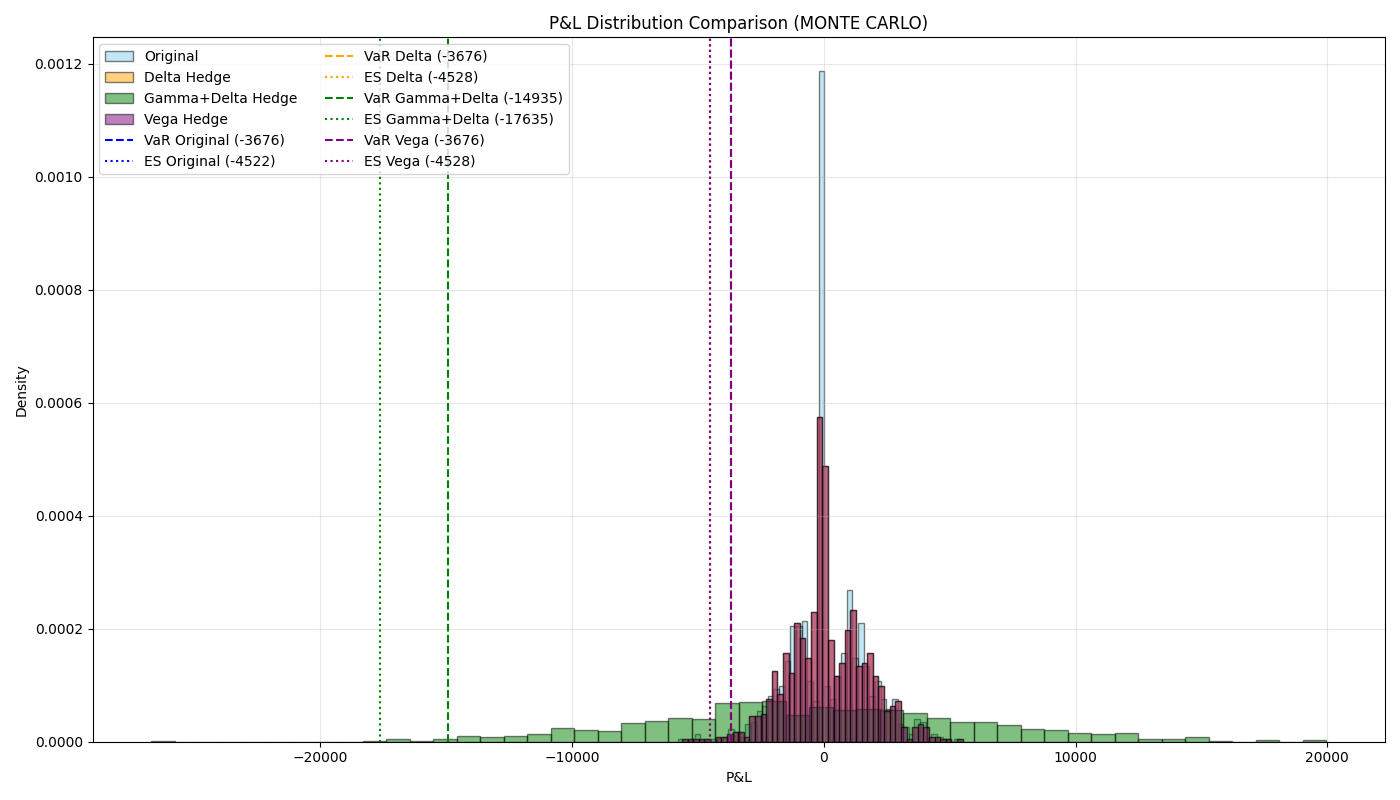 P&L Distribution Comparison (MONTE CARLO)
Original
Delta Hedge
Gamma+Delta Hedge
Vega Hedge
VaR Original (-3676)
ES Original (-4522)
VaR Delta (-3676)
ES Delta (-4528)
VaR Gamma+Delta (-14935)
ES Gamma+Delta (-17635)
VaR Vega (-3676)
ES Vega (-4528)
Density
0.0012
0.0010
0.0008
0.0006
0.0004
0.0002
0.0000
−20000
−10000
0
10000
20000
P&L